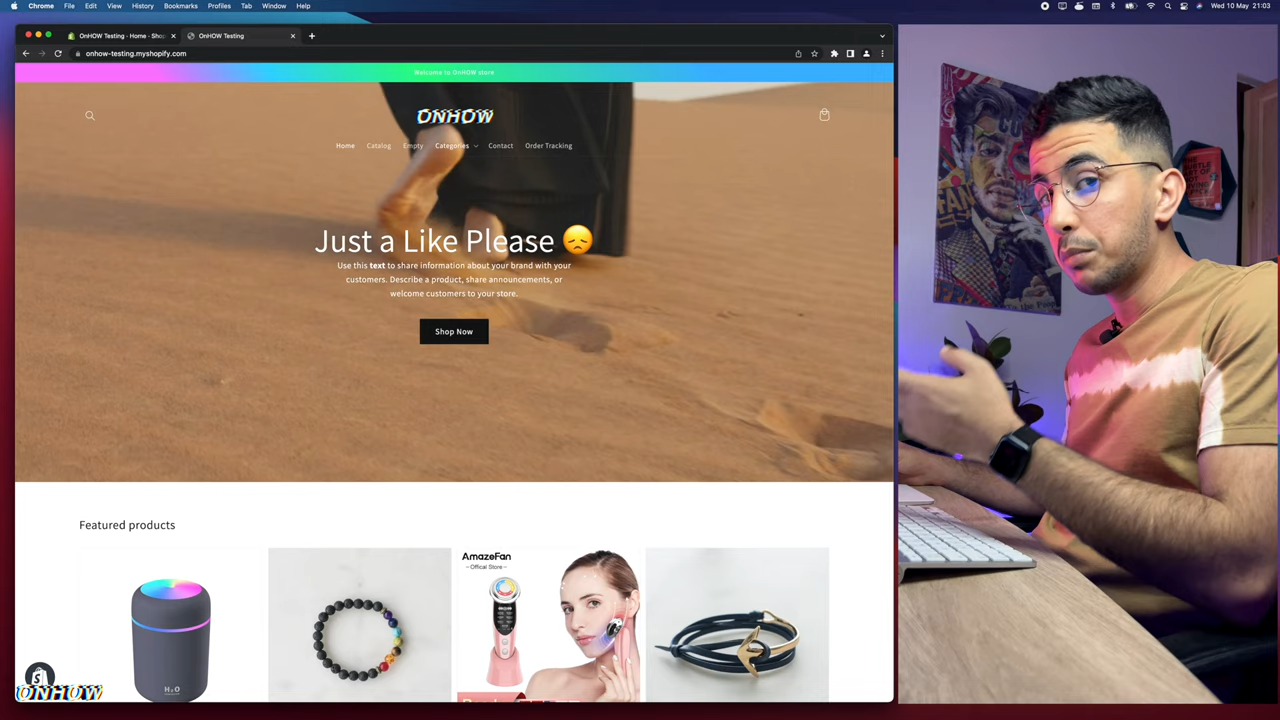 Chrome File Edit View History Bookmarks Profiles Tab Window Help
Wed 10 May 21:03
OnHOW Testing - Home - Shop
OnHOW Testing
onhow-testing.myshopify.com
Welcome to OnHOW store
ONHOW
Home Catalog Empty Categories Contact Order Tracking
Just a Like Please 😞
Use this text to share information about your brand with your
customers. Describe a product, share announcements, or
welcome customers to your store.
Shop Now
Featured products
AmazeFan
--Offical Store--
H2O
ONHOW